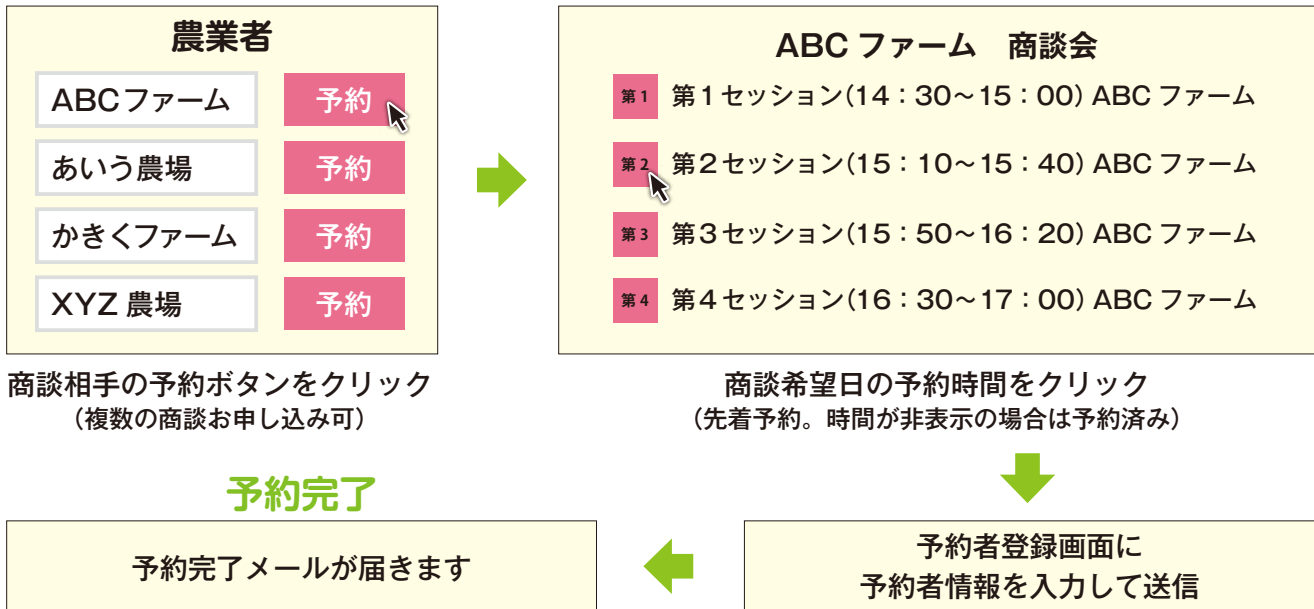 農業者
ABCファーム 予約
あいう農場 予約
かきくファーム 予約
XYZ 農場 予約
商談相手の予約ボタンをクリック
(複数の商談お申し込み可)
ABC ファーム　商談会
第1 第1セッション(14：30〜15：00) ABC ファーム
第2 第2セッション(15：10〜15：40) ABC ファーム
第3 第3セッション(15：50〜16：20) ABC ファーム
第4 第4セッション(16：30〜17：00) ABC ファーム
商談希望日の予約時間をクリック
(先着予約。時間が非表示の場合は予約済み)
予約者登録画面に
予約者情報を入力して送信
予約完了
予約完了メールが届きます